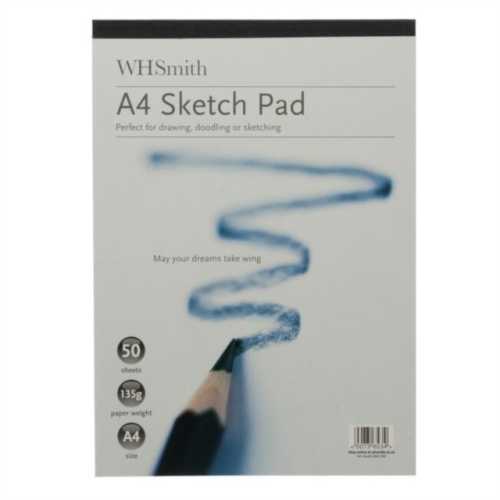 WHSmith
A4 Sketch Pad
Perfect for drawing, doodling or sketching
May your dreams take wing
50
sheets
135g
paper weight
A4
size